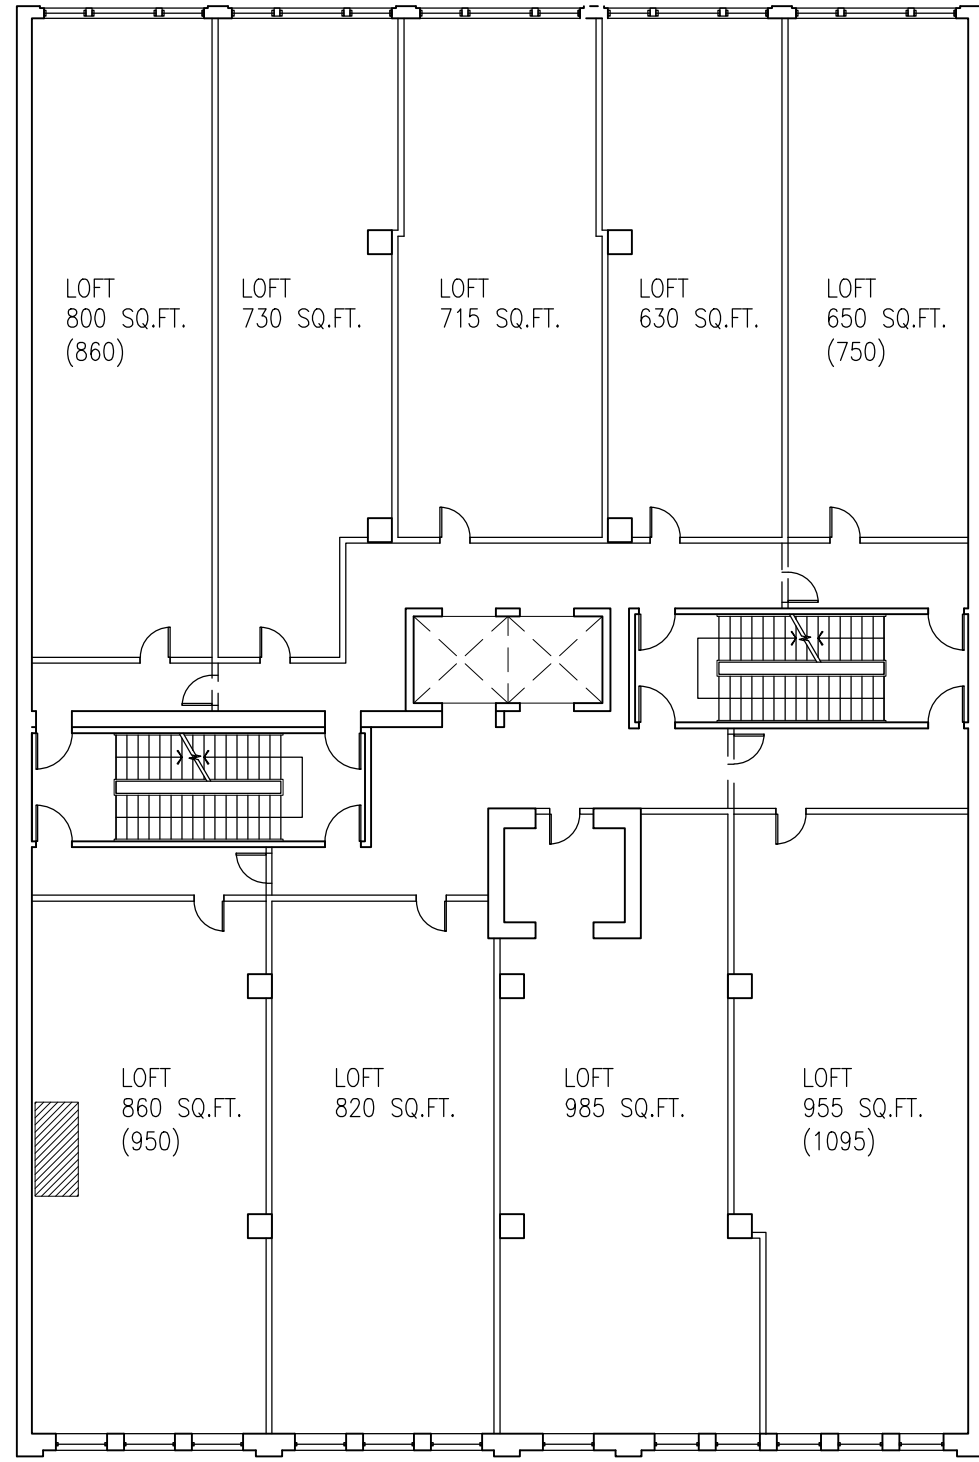 LOFT
800 SQ.FT.
(860)
LOFT
730 SQ.FT.
LOFT
715 SQ.FT.
LOFT
630 SQ.FT.
LOFT
650 SQ.FT.
(750)
LOFT
860 SQ.FT.
(950)
LOFT
820 SQ.FT.
LOFT
985 SQ.FT.
LOFT
955 SQ.FT.
(1095)